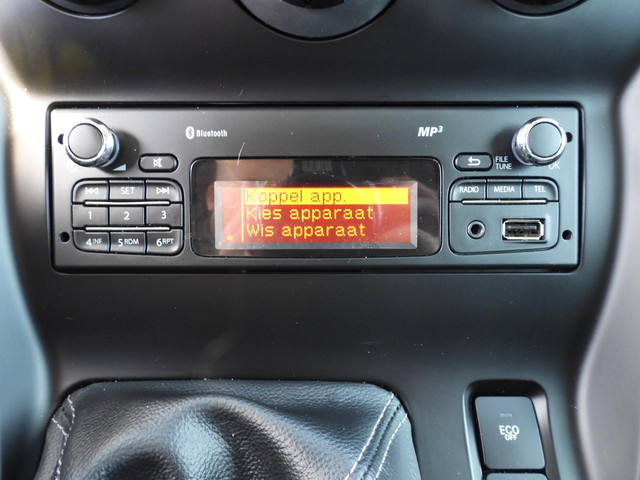 Bluetooth
MP3
FILE
TUNE
OK
SET
RADIO MEDIA TEL
1 2 3
4 INF 5 RDM 6 RPT
Koppel app.
Kies apparaat
Wis apparaat
ECO
OFF